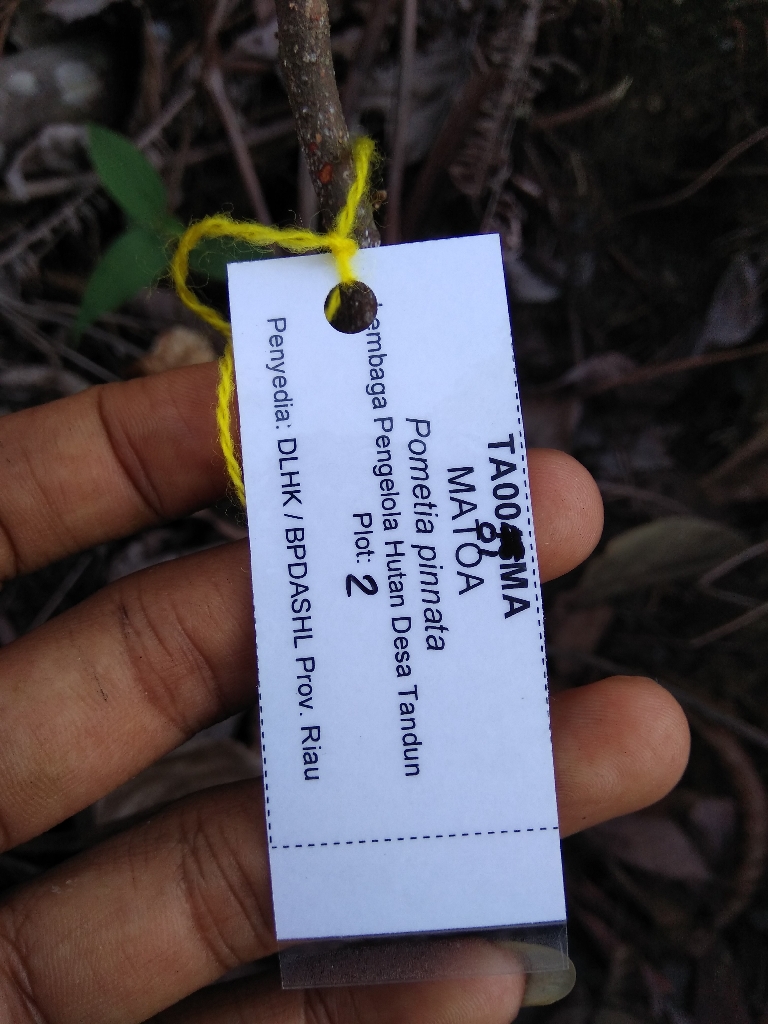 MATOA
Pometia pinnata
Lembaga Pengelola Hutan Desa Tandun
Plot: 2
Penyedia: DLHK / BPDASHL Prov. Riau